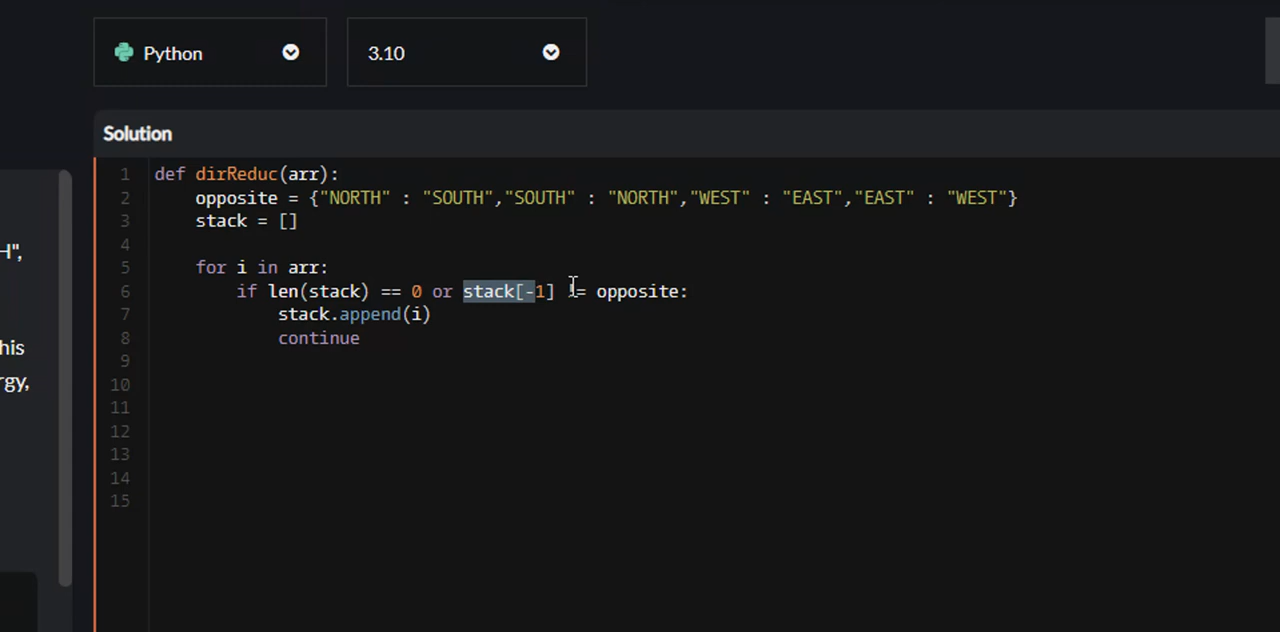 Python 3.10
Solution
1 def dirReduc(arr):
2 opposite = {"NORTH" : "SOUTH","SOUTH" : "NORTH","WEST" : "EAST","EAST" : "WEST"}
3 stack = []
4
5 for i in arr:
6 if len(stack) == 0 or stack[-1] != opposite:
7 stack.append(i)
8 continue
9
10
11
12
13
14
15
H",
his
rgy,